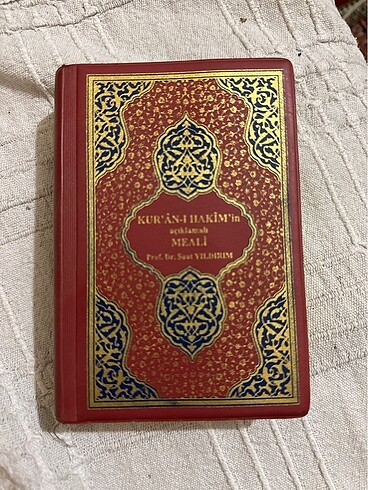 KUR'ÂN-I HAKÎM'in
açıklamalı
MEALİ
Prof. Dr. Suat YILDIRIM